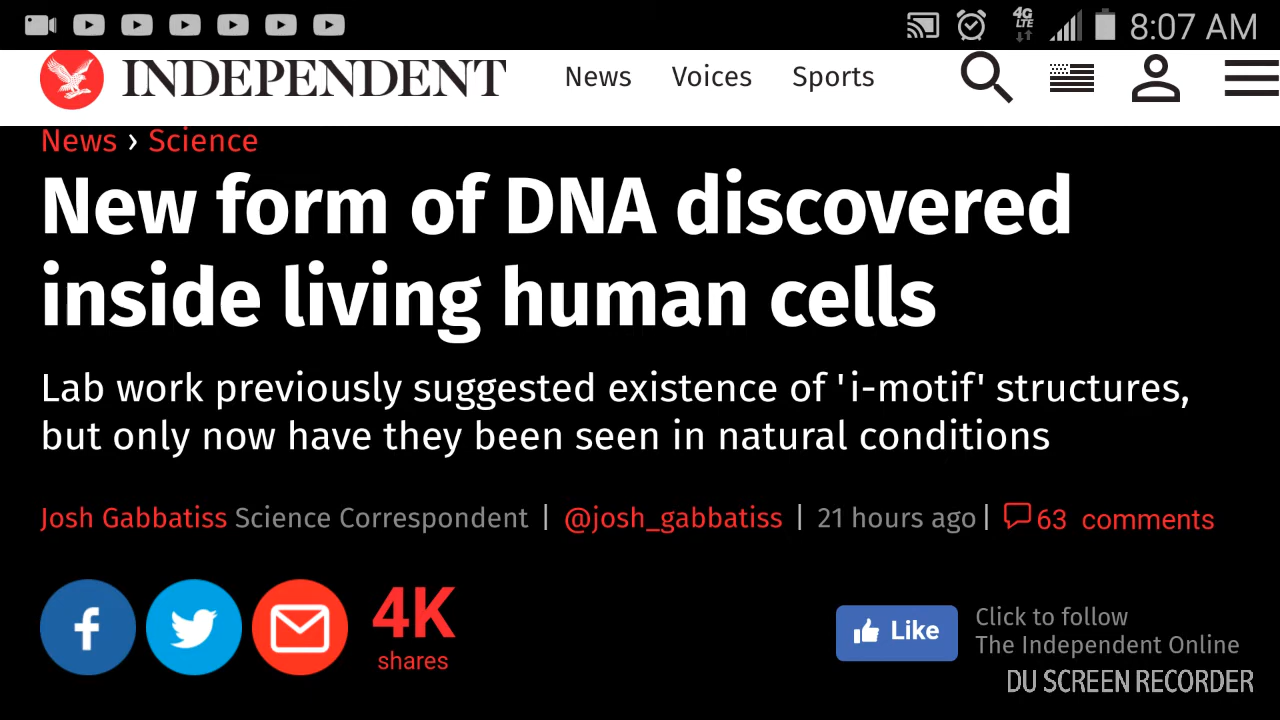 4G
LTE
8:07 AM
INDEPENDENT
News Voices Sports
News › Science
New form of DNA discovered
inside living human cells
Lab work previously suggested existence of 'i-motif' structures,
but only now have they been seen in natural conditions
Josh Gabbatiss Science Correspondent | @josh_gabbatiss | 21 hours ago | 63 comments
4K
shares
Like
Click to follow
The Independent Online
DU SCREEN RECORDER